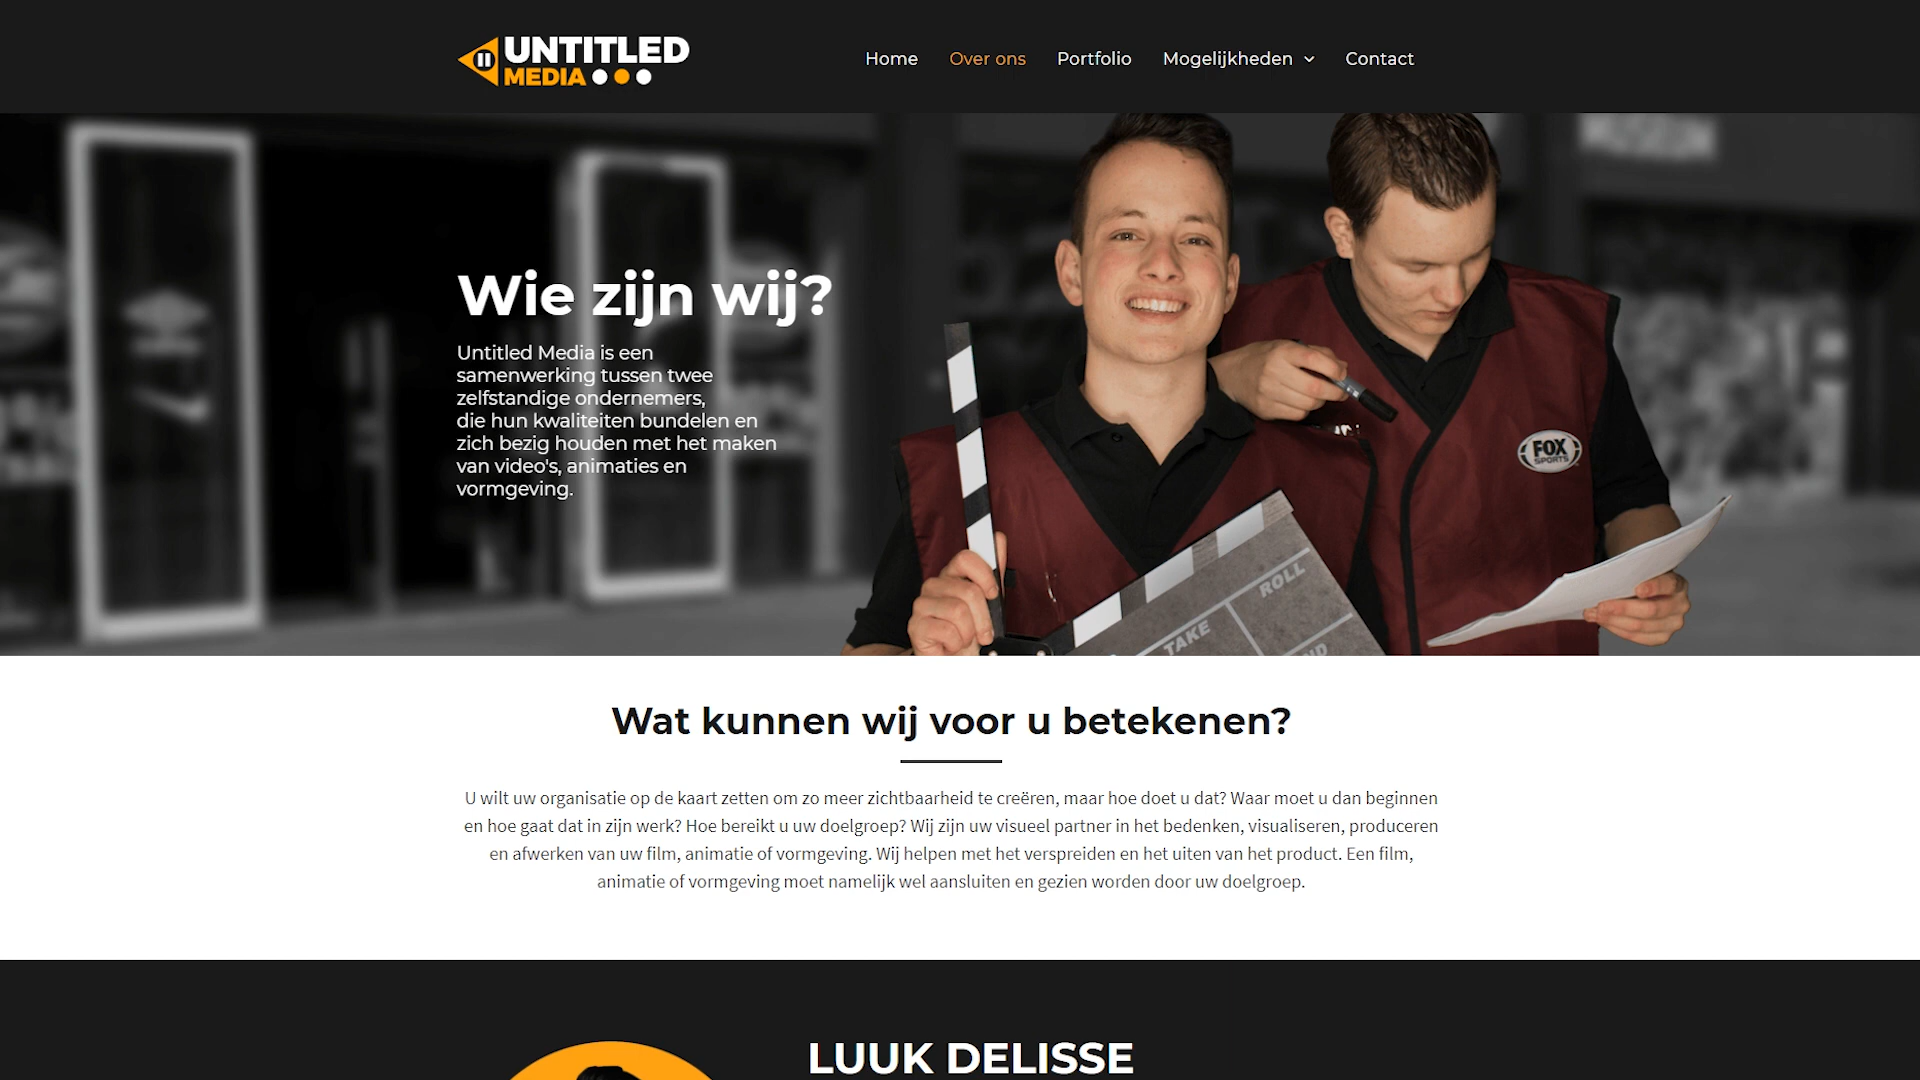 UNTITLED
MEDIA
Home
Over ons
Portfolio
Mogelijkheden
Contact
MUSEUM
Wie zijn wij?
Untitled Media is een
samenwerking tussen twee
zelfstandige ondernemers,
die hun kwaliteiten bundelen en
zich bezig houden met het maken
van video's, animaties en
vormgeving.
FOX
SPORTS
ROLL
TAKE
Wat kunnen wij voor u betekenen?
U wilt uw organisatie op de kaart zetten om zo meer zichtbaarheid te creëren, maar hoe doet u dat? Waar moet u dan beginnen
en hoe gaat dat in zijn werk? Hoe bereikt u uw doelgroep? Wij zijn uw visueel partner in het bedenken, visualiseren, produceren
en afwerken van uw film, animatie of vormgeving. Wij helpen met het verspreiden en het uiten van het product. Een film,
animatie of vormgeving moet namelijk wel aansluiten en gezien worden door uw doelgroep.
LUUK DELISSE